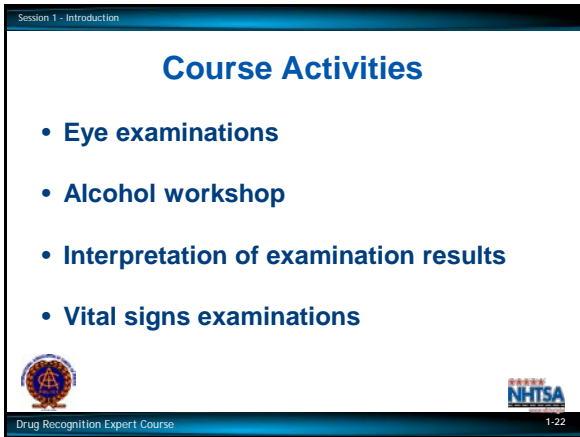 Session 1 - Introduction
Course Activities
• Eye examinations
• Alcohol workshop
• Interpretation of examination results
• Vital signs examinations
NHTSA
Drug Recognition Expert Course
1-22